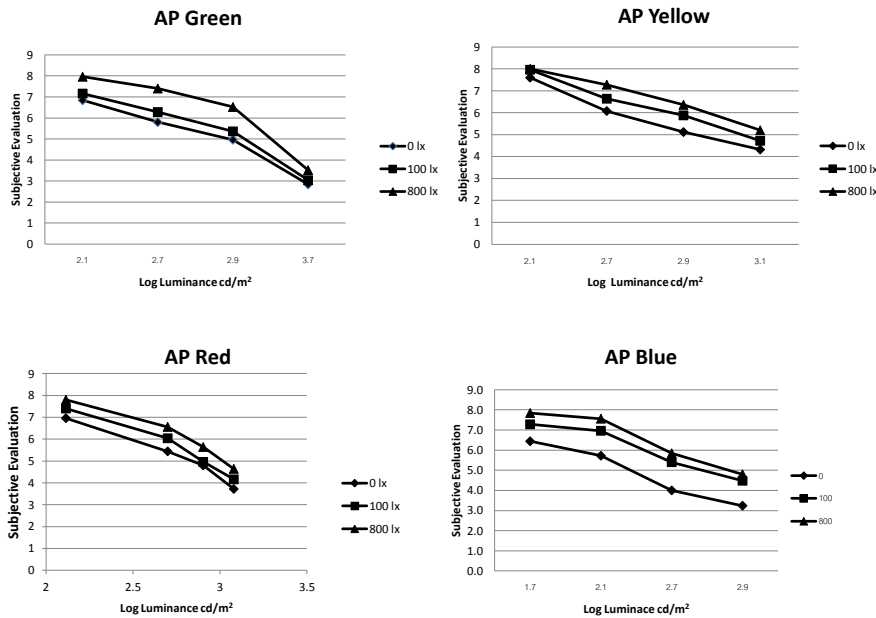 AP Green
9
8
7
6
5
4
3
2
1
0
Subjective Evaluation
2.1 2.7 2.9 3.7
Log Luminance cd/m²
0 lx
100 lx
800 lx
AP Yellow
9
8
7
6
5
4
3
2
1
0
Subjective Evaluation
2.1 2.7 2.9 3.1
Log Luminance cd/m²
0 lx
100 lx
800 lx
AP Red
9
8
7
6
5
4
3
2
1
0
Subjective Evaluation
2 2.5 3 3.5
Log Luminance cd/m²
0 lx
100 lx
800 lx
AP Blue
9.0
8.0
7.0
6.0
5.0
4.0
3.0
2.0
1.0
0.0
Subjective Evaluation
1.7 2.1 2.7 2.9
Log Luminance cd/m²
0
100
800